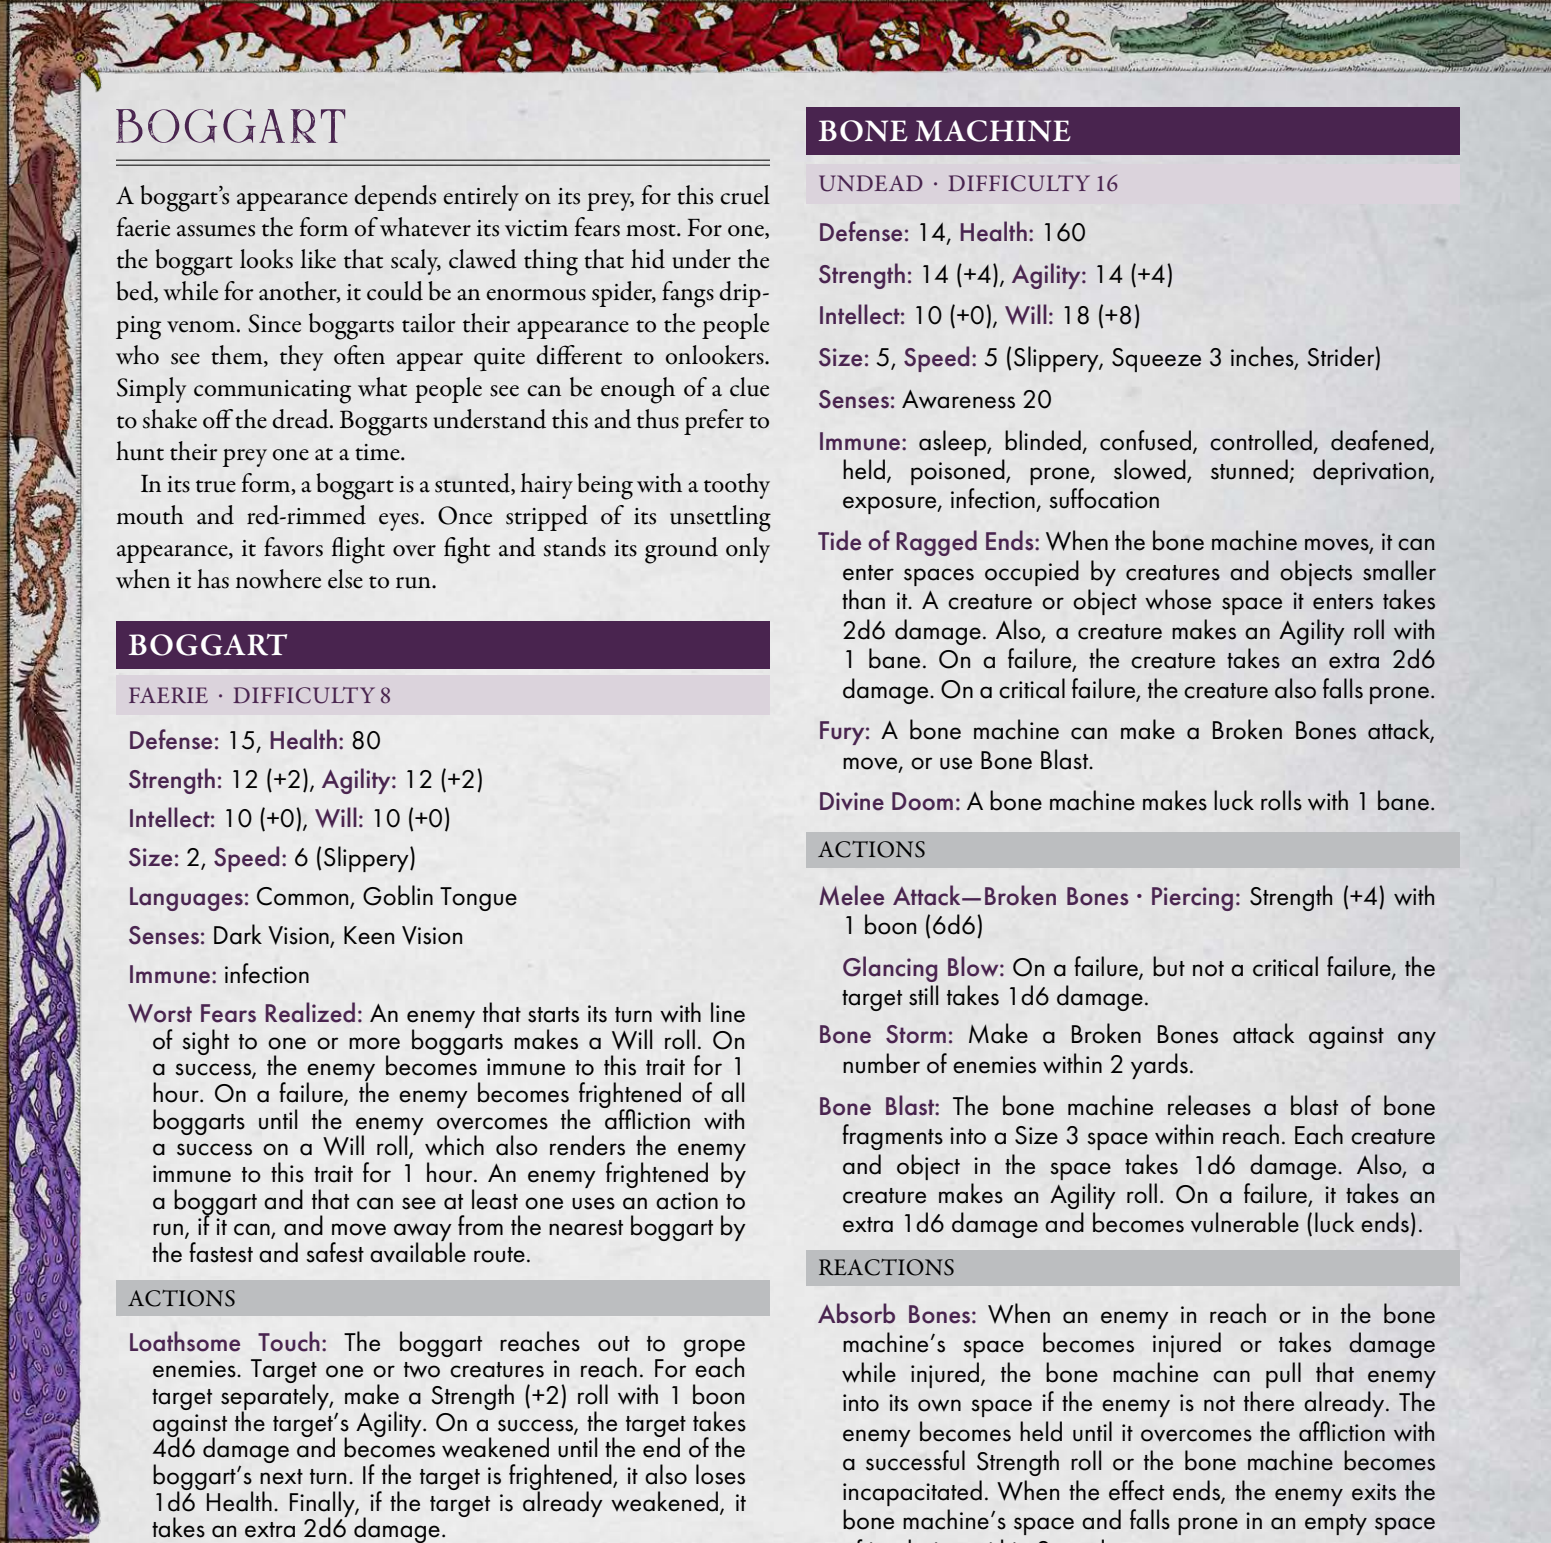 BOGGART
A boggart's appearance depends entirely on its prey, for this cruel
faerie assumes the form of whatever its victim fears most. For one,
the boggart looks like that scaly, clawed thing that hid under the
bed, while for another, it could be an enormous spider, fangs drip-
ping venom. Since boggarts tailor their appearance to the people
who see them, they often appear quite different to onlookers.
Simply communicating what people see can be enough of a clue
to shake off the dread. Boggarts understand this and thus prefer to
hunt their prey one at a time.
In its true form, a boggart is a stunted, hairy being with a toothy
mouth and red-rimmed eyes. Once stripped of its unsettling
appearance, it favors flight over fight and stands its ground only
when it has nowhere else to run.
BOGGART
FAERIE · DIFFICULTY 8
Defense: 15, Health: 80
Strength: 12 (+2), Agility: 12 (+2)
Intellect: 10 (+0), Will: 10 (+0)
Size: 2, Speed: 6 (Slippery)
Languages: Common, Goblin Tongue
Senses: Dark Vision, Keen Vision
Immune: infection
Worst Fears Realized: An enemy that starts its turn with line
of sight to one or more boggarts makes a Will roll. On
a success, the enemy becomes immune to this trait for 1
hour. On a failure, the enemy becomes frightened of all
boggarts until the enemy overcomes the affliction with
a success on a Will roll, which also renders the enemy
immune to this trait for 1 hour. An enemy frightened by
a boggart and that can see at least one uses an action to
run, if it can, and move away from the nearest boggart by
the fastest and safest available route.
ACTIONS
Loathsome Touch: The boggart reaches out to grope
enemies. Target one or two creatures in reach. For each
target separately, make a Strength (+2) roll with 1 boon
against the target's Agility. On a success, the target takes
4d6 damage and becomes weakened until the end of the
boggart's next turn. If the target is frightened, it also loses
1d6 Health. Finally, if the target is already weakened, it
takes an extra 2d6 damage.
BONE MACHINE
UNDEAD · DIFFICULTY 16
Defense: 14, Health: 160
Strength: 14 (+4), Agility: 14 (+4)
Intellect: 10 (+0), Will: 18 (+8)
Size: 5, Speed: 5 (Slippery, Squeeze 3 inches, Strider)
Senses: Awareness 20
Immune: asleep, blinded, confused, controlled, deafened,
held, poisoned, prone, slowed, stunned; deprivation,
exposure, infection, suffocation
Tide of Ragged Ends: When the bone machine moves, it can
enter spaces occupied by creatures and objects smaller
than it. A creature or object whose space it enters takes
2d6 damage. Also, a creature makes an Agility roll with
1 bane. On a failure, the creature takes an extra 2d6
damage. On a critical failure, the creature also falls prone.
Fury: A bone machine can make a Broken Bones attack,
move, or use Bone Blast.
Divine Doom: A bone machine makes luck rolls with 1 bane.
ACTIONS
Melee Attack—Broken Bones · Piercing: Strength (+4) with
1 boon (6d6)
Glancing Blow: On a failure, but not a critical failure, the
target still takes 1d6 damage.
Bone Storm: Make a Broken Bones attack against any
number of enemies within 2 yards.
Bone Blast: The bone machine releases a blast of bone
fragments into a Size 3 space within reach. Each creature
and object in the space takes 1d6 damage. Also, a
creature makes an Agility roll. On a failure, it takes an
extra 1d6 damage and becomes vulnerable (luck ends).
REACTIONS
Absorb Bones: When an enemy in reach or in the bone
machine's space becomes injured or takes damage
while injured, the bone machine can pull that enemy
into its own space if the enemy is not there already. The
enemy becomes held until it overcomes the affliction with
a successful Strength roll or the bone machine becomes
incapacitated. When the effect ends, the enemy exits the
bone machine's space and falls prone in an empty space